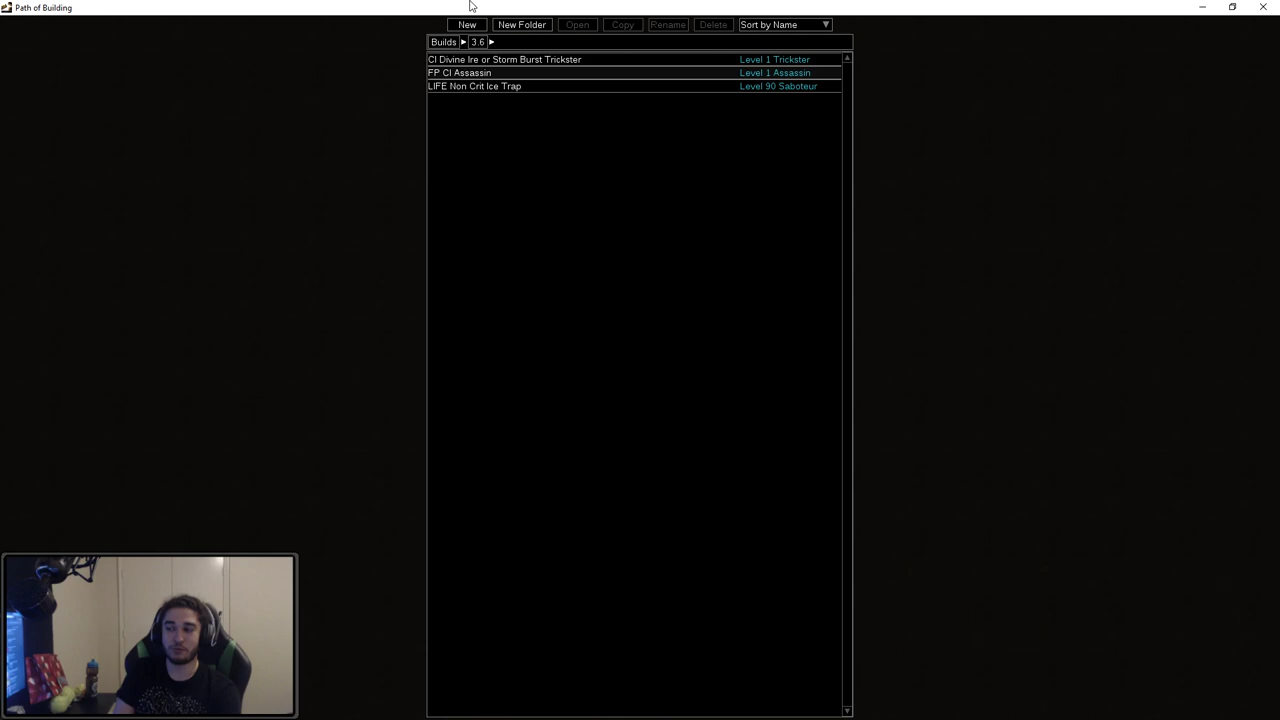 Path of Building
New New Folder Open Copy Rename Delete Sort by Name
Builds 3.6
CI Divine Ire or Storm Burst Trickster Level 1 Trickster
FP CI Assassin Level 1 Assassin
LIFE Non Crit Ice Trap Level 90 Saboteur